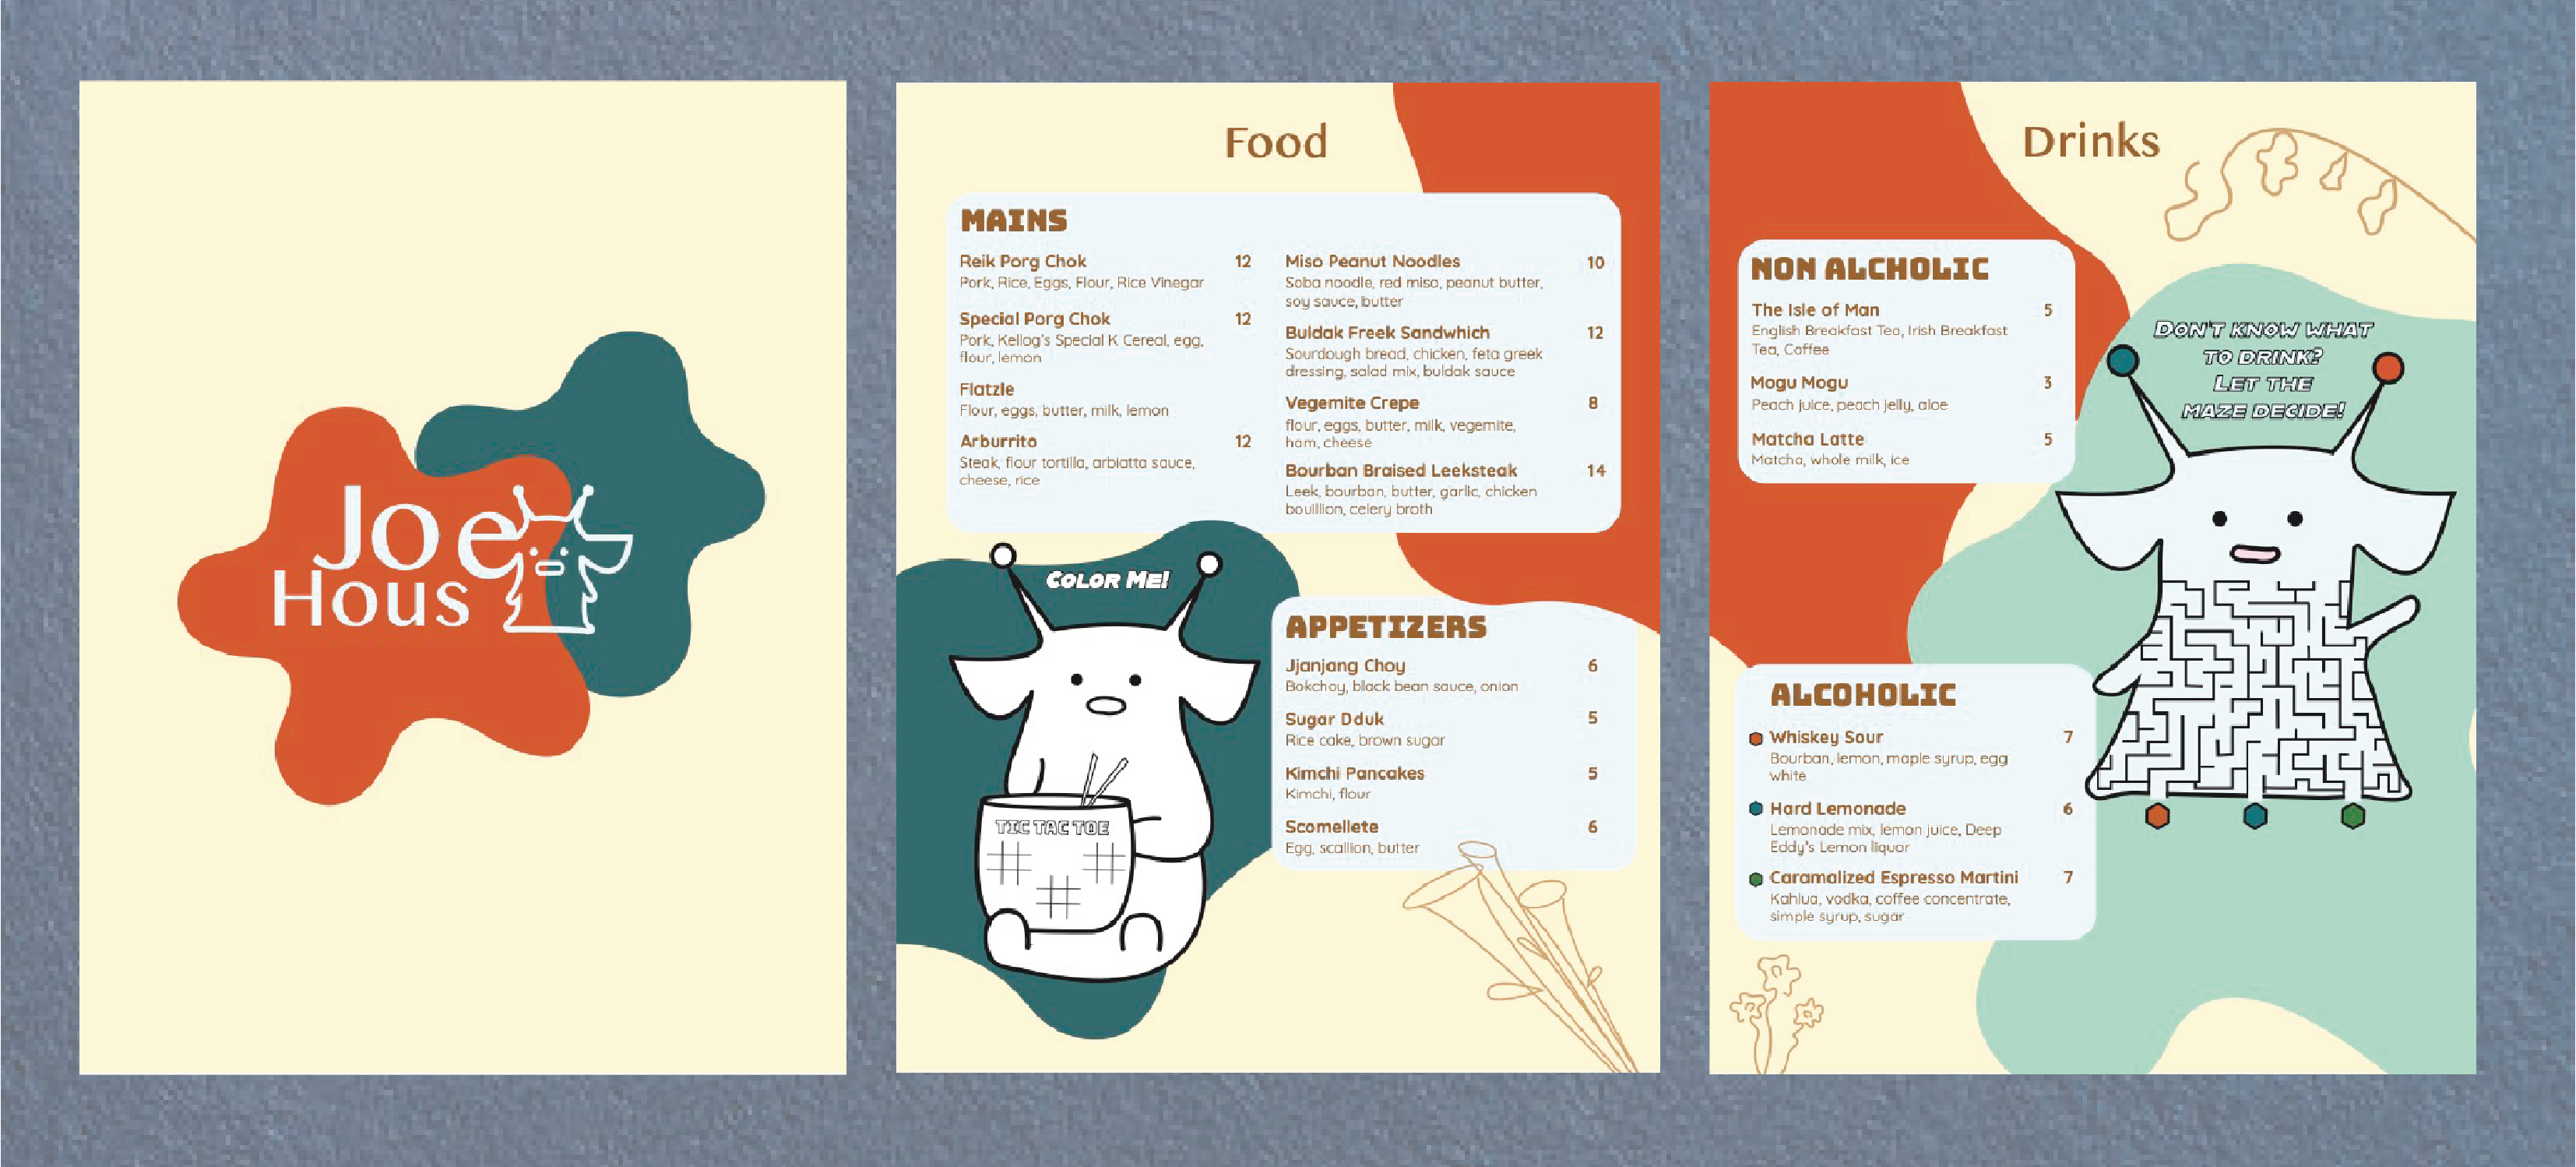 Joe
Hous
Food
MAINS
Reik Porg Chok 12
Pork, Rice, Eggs, Flour, Rice Vinegar
Special Porg Chok 12
Pork, Kellog's Special K Cereal, egg,
flour, lemon
Flatzle
Flour, eggs, butter, milk, lemon
Arburrito 12
Steak, flour tortilla, arbiatta sauce,
cheese, rice
Miso Peanut Noodles 10
Soba noodle, red miso, peanut butter,
soy sauce, butter
Buldak Freek Sandwhich 12
Sourdough bread, chicken, feta greek
dressing, salad mix, buldak sauce
Vegemite Crepe 8
flour, eggs, butter, milk, vegemite,
ham, cheese
Bourban Braised Leeksteak 14
Leek, bourban, butter, garlic, chicken
bouillion, celery broth
COLOR ME!
TIC TAC TOE
APPETIZERS
Jjanjang Choy 6
Bokchoy, black bean sauce, onion
Sugar Dduk 5
Rice cake, brown sugar
Kimchi Pancakes 5
Kimchi, flour
Scomellete 6
Egg, scallion, butter
Drinks
NON ALCHOLIC
The Isle of Man 5
English Breakfast Tea, Irish Breakfast
Tea, Coffee
Mogu Mogu 3
Peach juice, peach jelly, aloe
Matcha Latte 5
Matcha, whole milk, ice
DON'T KNOW WHAT
TO DRINK?
LET THE
MAZE DECIDE!
ALCOHOLIC
Whiskey Sour 7
Bourban, lemon, maple syrup, egg
white
Hard Lemonade 6
Lemonade mix, lemon juice, Deep
Eddy's Lemon liquor
Caramalized Espresso Martini 7
Kahlua, vodka, coffee concentrate,
simple syrup, sugar